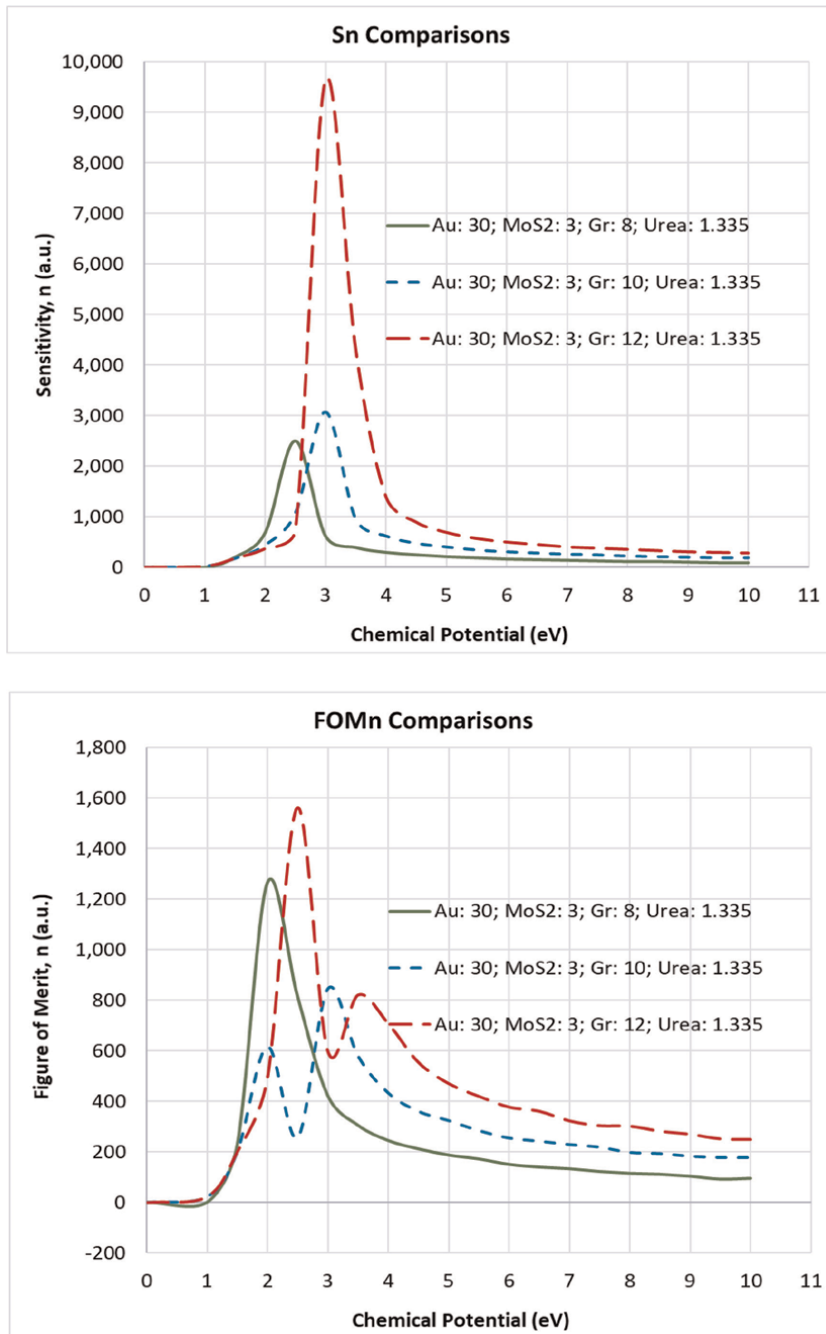 Sn Comparisons
10,000
9,000
8,000
7,000
6,000
5,000
4,000
3,000
2,000
1,000
0
Sensitivity, n (a.u.)
Au: 30; MoS2: 3; Gr: 8; Urea: 1.335
Au: 30; MoS2: 3; Gr: 10; Urea: 1.335
Au: 30; MoS2: 3; Gr: 12; Urea: 1.335
0 1 2 3 4 5 6 7 8 9 10 11
Chemical Potential (eV)
FOMn Comparisons
1,800
1,600
1,400
1,200
1,000
800
600
400
200
0
-200
Figure of Merit, n (a.u.)
Au: 30; MoS2: 3; Gr: 8; Urea: 1.335
Au: 30; MoS2: 3; Gr: 10; Urea: 1.335
Au: 30; MoS2: 3; Gr: 12; Urea: 1.335
0 1 2 3 4 5 6 7 8 9 10 11
Chemical Potential (eV)